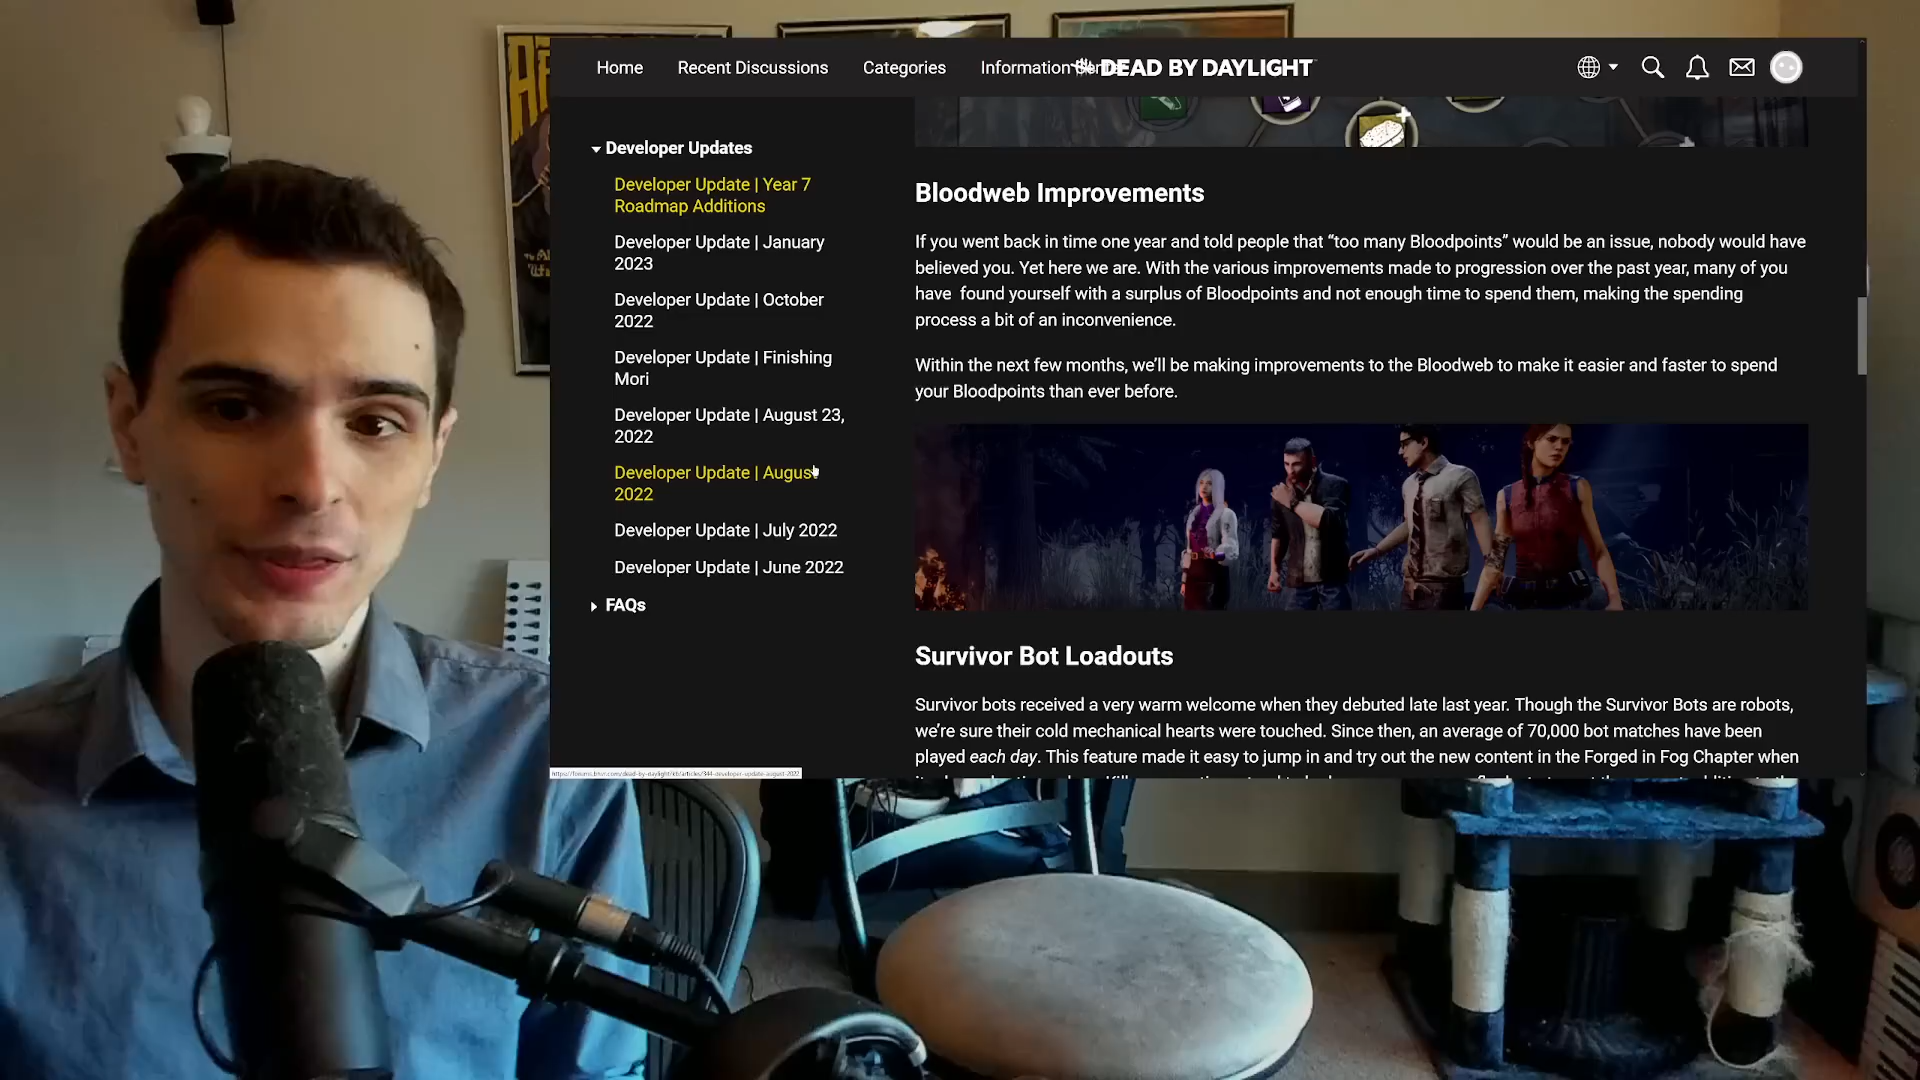 Home
Recent Discussions
Categories
Information
DEAD BY DAYLIGHT
Developer Updates
Developer Update | Year 7
Roadmap Additions
Developer Update | January
2023
Developer Update | October
2022
Developer Update | Finishing
Mori
Developer Update | August 23,
2022
Developer Update | August
2022
Developer Update | July 2022
Developer Update | June 2022
FAQs
Bloodweb Improvements
If you went back in time one year and told people that “too many Bloodpoints” would be an issue, nobody would have
believed you. Yet here we are. With the various improvements made to progression over the past year, many of you
have found yourself with a surplus of Bloodpoints and not enough time to spend them, making the spending
process a bit of an inconvenience.
Within the next few months, we’ll be making improvements to the Bloodweb to make it easier and faster to spend
your Bloodpoints than ever before.
Survivor Bot Loadouts
Survivor bots received a very warm welcome when they debuted late last year. Though the Survivor Bots are robots,
we’re sure their cold mechanical hearts were touched. Since then, an average of 70,000 bot matches have been
played each day. This feature made it easy to jump in and try out the new content in the Forged in Fog Chapter when